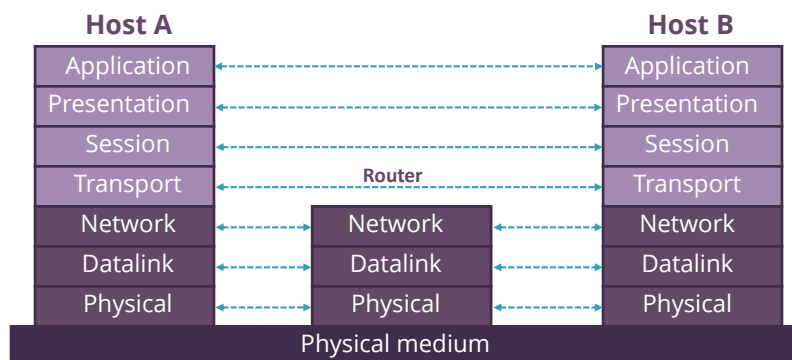 Host A Host B
Application Application
Presentation Presentation
Session Session
Transport Router Transport
Network Network Network
Datalink Datalink Datalink
Physical Physical Physical
Physical medium